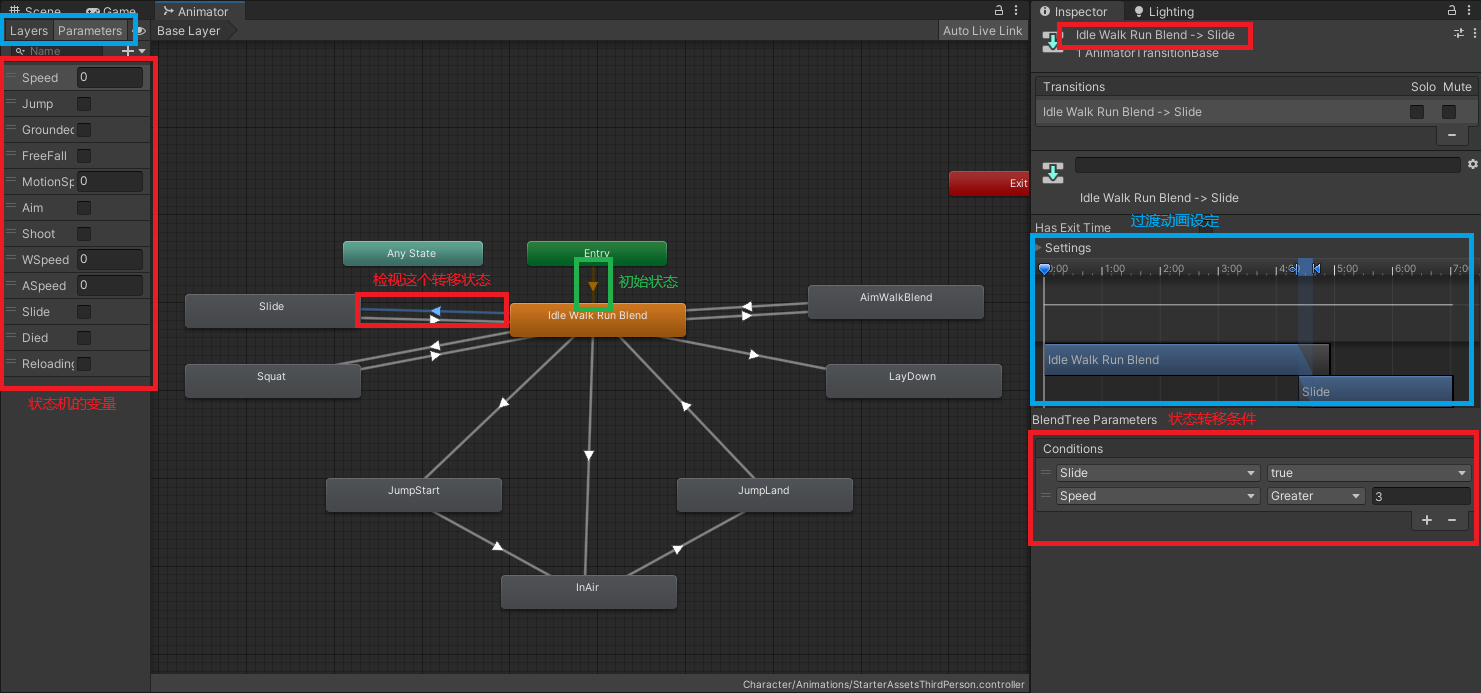 Scene
Game
Layers
Parameters
Name
Speed
0
Jump
Grounded
FreeFall
MotionSp
0
Aim
Shoot
WSpeed
0
ASpeed
0
Slide
Died
Reloading
状态机的变量
Animator
Base Layer
Auto Live Link
Exit
Any State
Entry
检视这个转移状态
初始状态
Slide
Idle Walk Run Blend
AimWalkBlend
Squat
LayDown
JumpStart
JumpLand
InAir
Character/Animations/StarterAssetsThirdPerson.controller
Inspector
Lighting
Idle Walk Run Blend -> Slide
1 AnimatorTransitionBase
Transitions
Solo
Mute
Idle Walk Run Blend -> Slide
Idle Walk Run Blend -> Slide
Has Exit Time
过渡动画设定
Settings
0:00
1:00
2:00
3:00
5:00
6:00
7:0
Idle Walk Run Blend
Slide
BlendTree Parameters
状态转移条件
Conditions
Slide
true
Speed
Greater
3